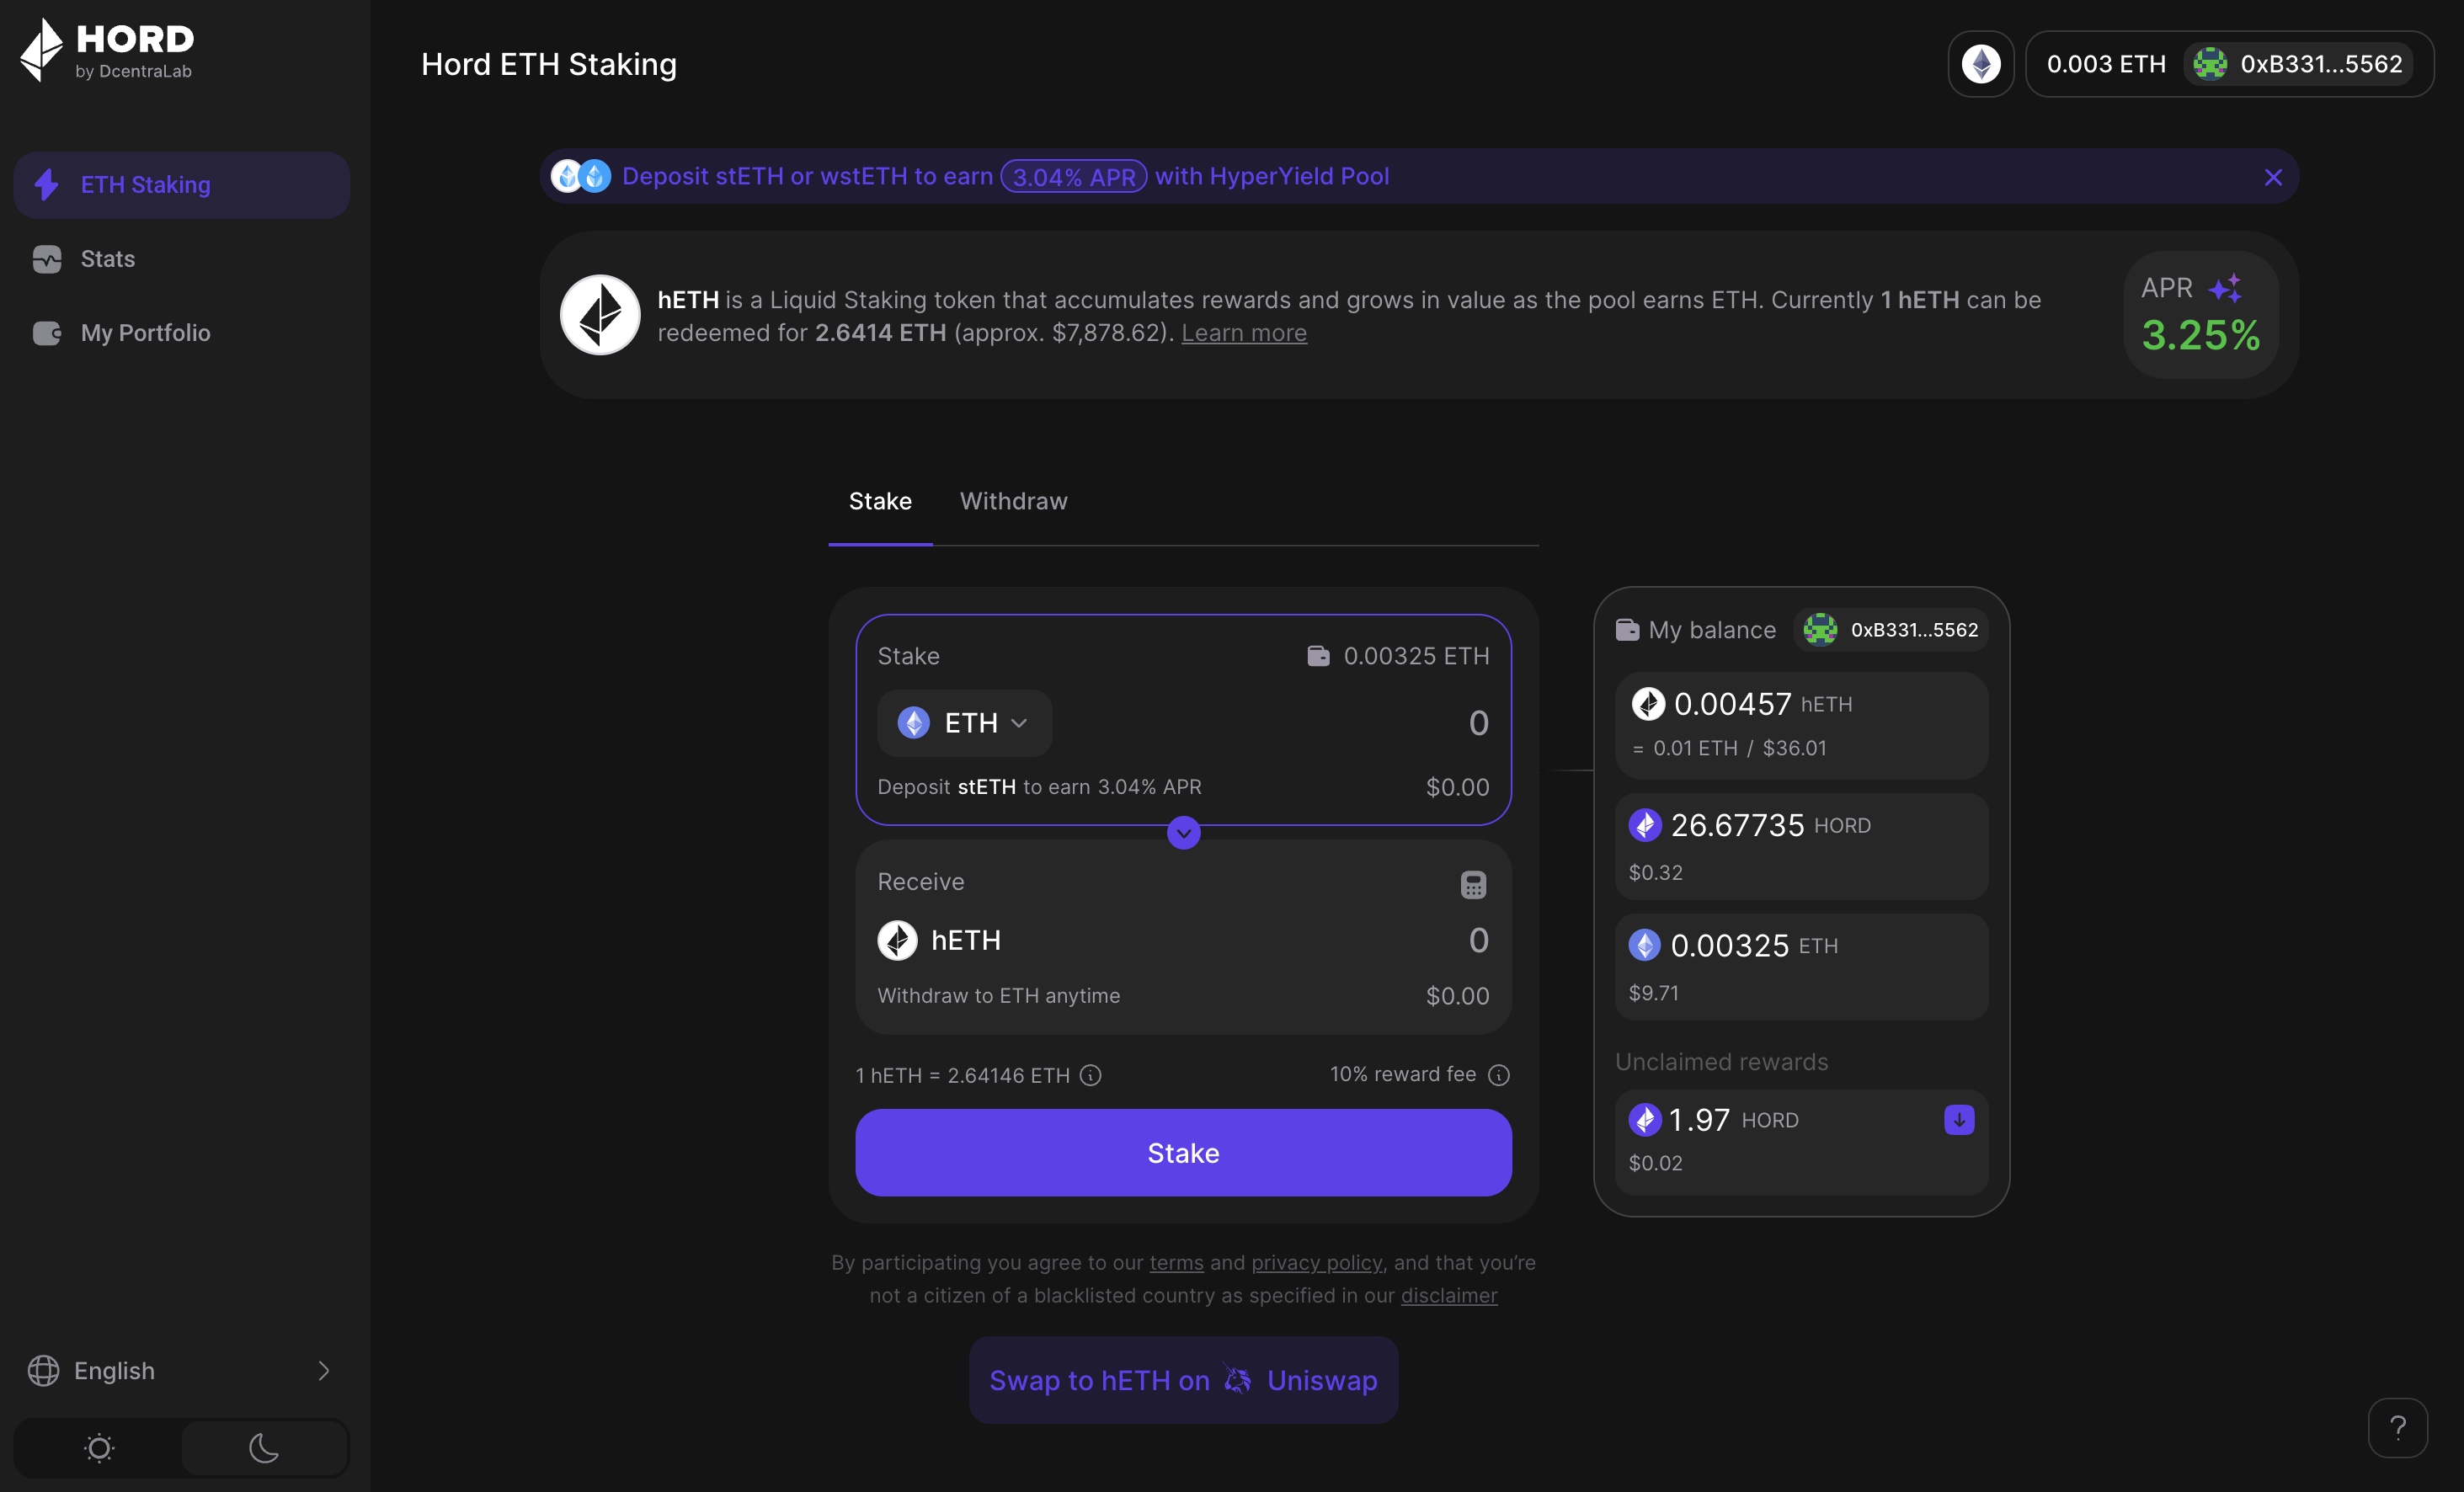 HORD
by DcentraLab
Hord ETH Staking
0.003 ETH
0xB331...5562
ETH Staking
Stats
My Portfolio
Deposit stETH or wstETH to earn 3.04% APR with HyperYield Pool
hETH is a Liquid Staking token that accumulates rewards and grows in value as the pool earns ETH. Currently 1 hETH can be
redeemed for 2.6414 ETH (approx. $7,878.62). Learn more
APR
3.25%
Stake
Withdraw
Stake
0.00325 ETH
ETH
0
Deposit stETH to earn 3.04% APR
$0.00
Receive
hETH
0
Withdraw to ETH anytime
$0.00
1 hETH = 2.64146 ETH
10% reward fee
Stake
By participating you agree to our terms and privacy policy, and that you’re
not a citizen of a blacklisted country as specified in our disclaimer
Swap to hETH on Uniswap
My balance
0xB331...5562
0.00457 hETH
= 0.01 ETH / $36.01
26.67735 HORD
$0.32
0.00325 ETH
$9.71
Unclaimed rewards
1.97 HORD
$0.02
English
?